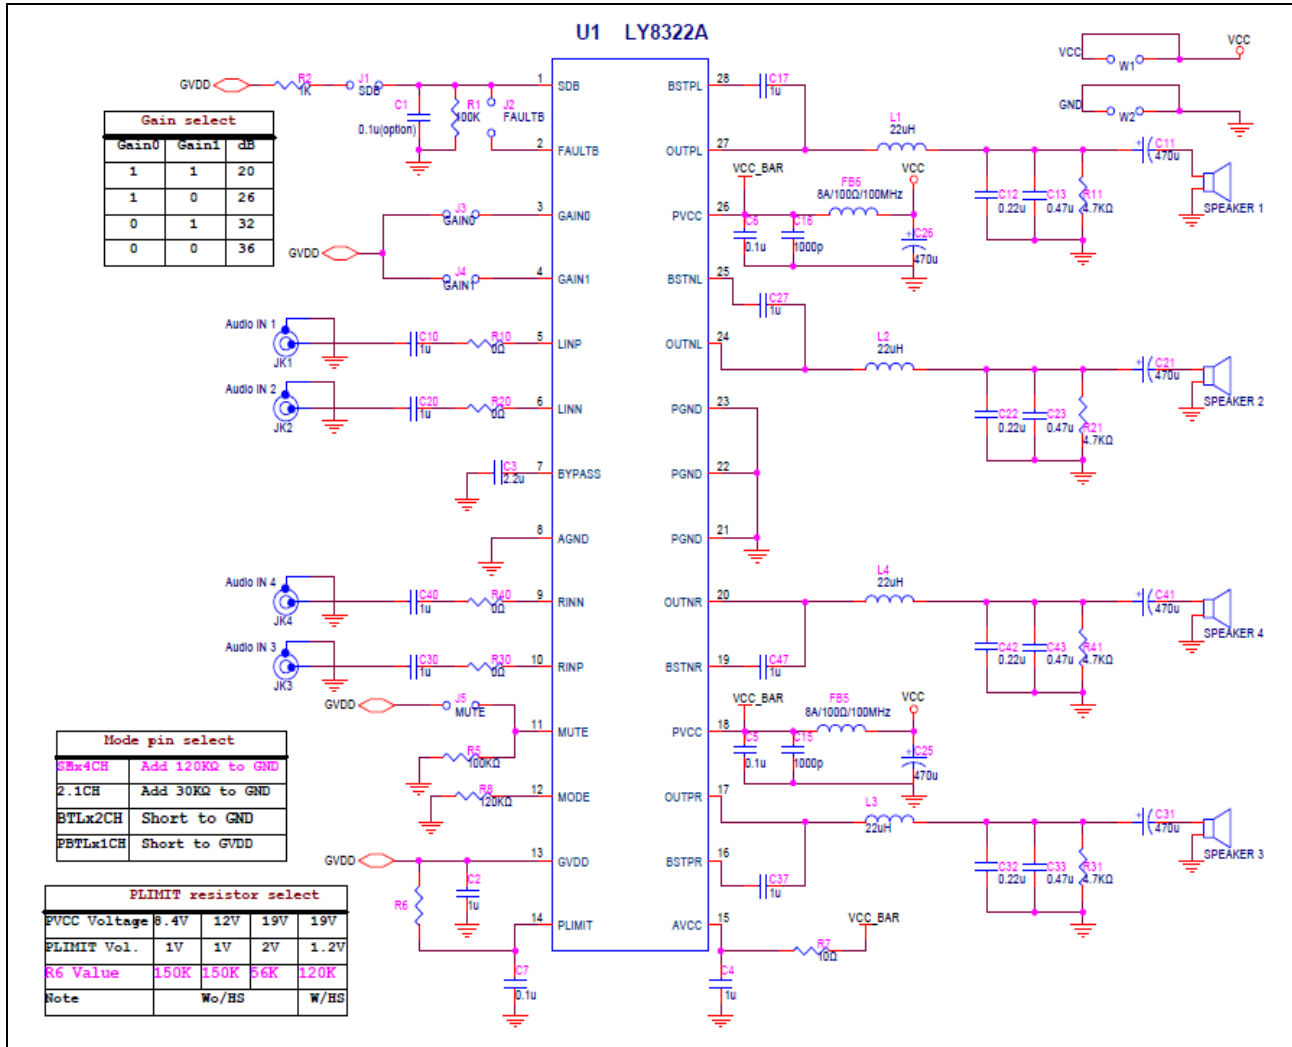 U1 LY8322A
GVDD
R2
1K
J1
SDB
C1
0.1u(option)
R1
100K
J2
FAULTB
1
SDB
2
FAULTB
Gain select
Gain0 Gain1 dB
1 1 20
1 0 26
0 1 32
0 0 36
GVDD
J3
GAIN0
J4
GAIN1
3
GAIN0
4
GAIN1
Audio IN 1
JK1
C10
1u
R10
0Ω
5
LINP
Audio IN 2
JK2
C20
1u
R20
0Ω
6
LINN
C3
2.2u
7
BYPASS
8
AGND
Audio IN 4
JK4
C40
1u
R40
0Ω
9
RINN
Audio IN 3
JK3
C30
1u
R30
0Ω
10
RINP
GVDD
J5
MUTE
R5
100KΩ
11
MUTE
R8
120KΩ
12
MODE
Mode pin select
SEx4CH Add 120KΩ to GND
2.1CH Add 30KΩ to GND
BTLx2CH Short to GND
PBTLx1CH Short to GVDD
GVDD
R6
C2
1u
13
GVDD
14
PLIMIT
C7
0.1u
PLIMIT resistor select
PVCC Voltage 8.4V 12V 19V 19V
PLIMIT Vol. 1V 1V 2V 1.2V
R6 Value 150K 150K 56K 120K
Note Wo/HS W/HS
BSTPL
28
C17
1u
OUTPL
27
L1
22uH
VCC
W1
VCC
GND
W2
C11
470u
C12
0.22u
C13
0.47u
R11
4.7KΩ
SPEAKER 1
VCC_BAR
FB6
8A/100Ω/100MHz
VCC
PVCC
26
C6
0.1u
C16
1000p
C26
470u
BSTNL
25
C27
1u
OUTNL
24
L2
22uH
C21
470u
C22
0.22u
C23
0.47u
R21
4.7KΩ
SPEAKER 2
PGND
23
PGND
22
PGND
21
OUTNR
20
L4
22uH
C41
470u
C42
0.22u
C43
0.47u
R41
4.7KΩ
SPEAKER 4
BSTNR
19
C47
1u
VCC_BAR
FB5
8A/100Ω/100MHz
VCC
PVCC
18
C5
0.1u
C15
1000p
C25
470u
OUTPR
17
L3
22uH
C31
470u
C32
0.22u
C33
0.47u
R31
4.7KΩ
SPEAKER 3
BSTPR
16
C37
1u
AVCC
15
R7
10Ω
VCC_BAR
C4
1u